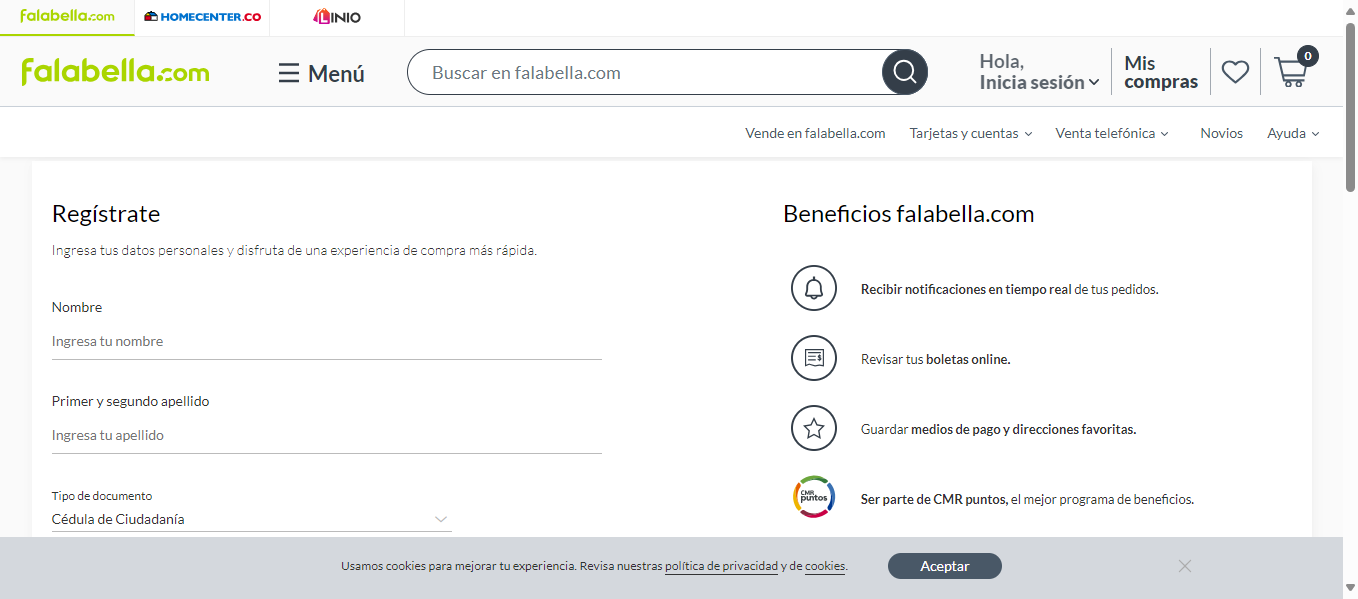 falabella.com
HOMECENTER.CO
LINIO
falabella.com
Menú
Buscar en falabella.com
Hola,
Inicia sesión
Mis
compras
0
Vende en falabella.com
Tarjetas y cuentas
Venta telefónica
Novios
Ayuda
Regístrate
Ingresa tus datos personales y disfruta de una experiencia de compra más rápida.
Nombre
Ingresa tu nombre
Primer y segundo apellido
Ingresa tu apellido
Tipo de documento
Cédula de Ciudadanía
Beneficios falabella.com
Recibir notificaciones en tiempo real de tus pedidos.
Revisar tus boletas online.
Guardar medios de pago y direcciones favoritas.
CMR
puntos
Ser parte de CMR puntos, el mejor programa de beneficios.
Usamos cookies para mejorar tu experiencia. Revisa nuestras política de privacidad y de cookies.
Aceptar